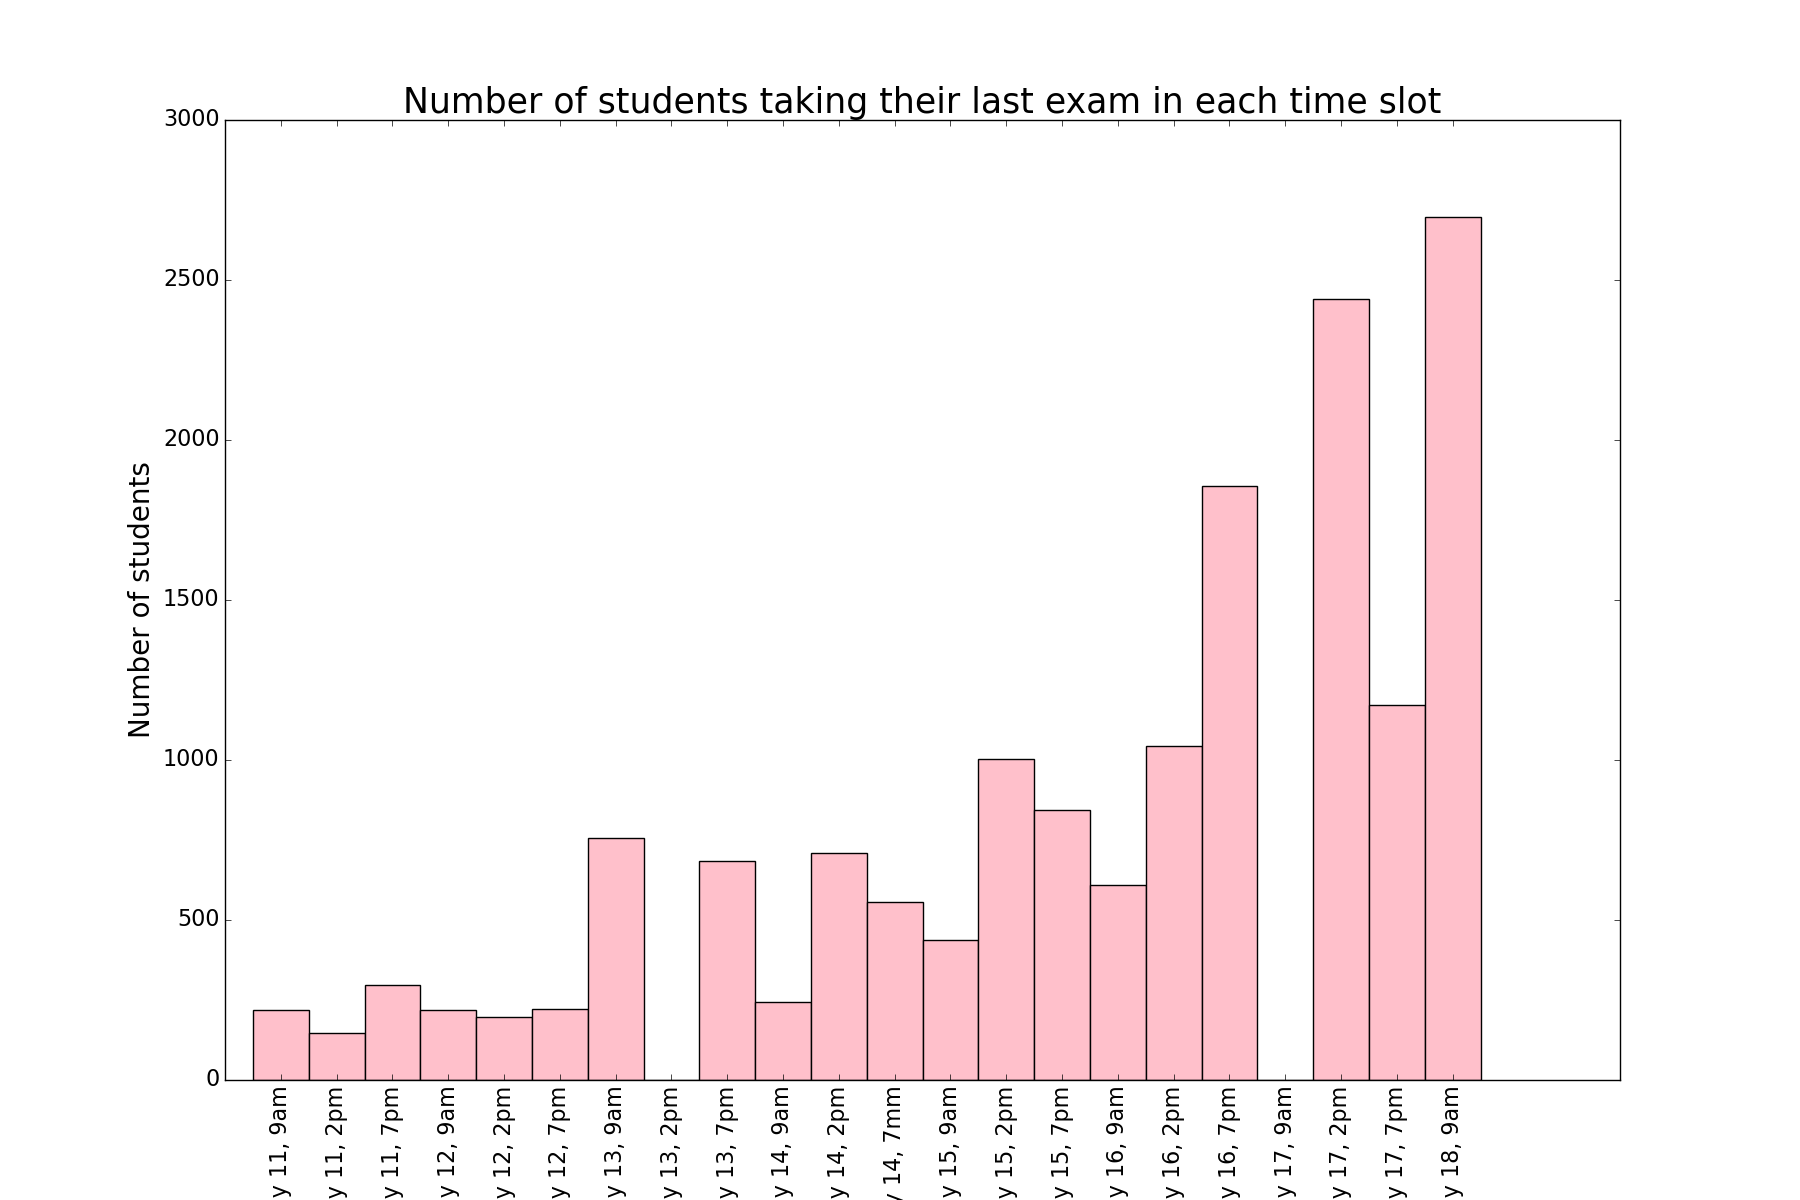 Number of students taking their last exam in each time slot
Number of students
3000
2500
2000
1500
1000
500
0
y 11, 9am
y 11, 2pm
y 11, 7pm
y 12, 9am
y 12, 2pm
y 12, 7pm
y 13, 9am
y 13, 2pm
y 13, 7pm
y 14, 9am
y 14, 2pm
y 14, 7mm
y 15, 9am
y 15, 2pm
y 15, 7pm
y 16, 9am
y 16, 2pm
y 16, 7pm
y 17, 9am
y 17, 2pm
y 17, 7pm
y 18, 9am